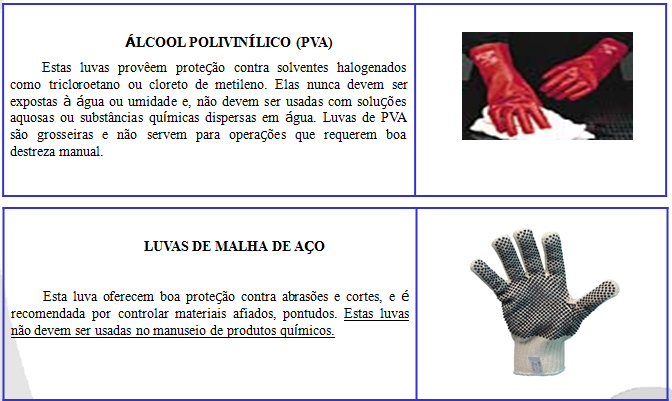 ÁLCOOL POLIVINÍLICO (PVA)
Estas luvas provêem proteção contra solventes halogenados
como tricloroetano ou cloreto de metileno. Elas nunca devem ser
expostas à água ou umidade e, não devem ser usadas com soluções
aquosas ou substâncias químicas dispersas em água. Luvas de PVA
são grosseiras e não servem para operações que requerem boa
destreza manual.
LUVAS DE MALHA DE AÇO
Esta luva oferecem boa proteção contra abrasões e cortes, e é
recomendada por controlar materiais afiados, pontudos. Estas luvas
não devem ser usadas no manuseio de produtos químicos.